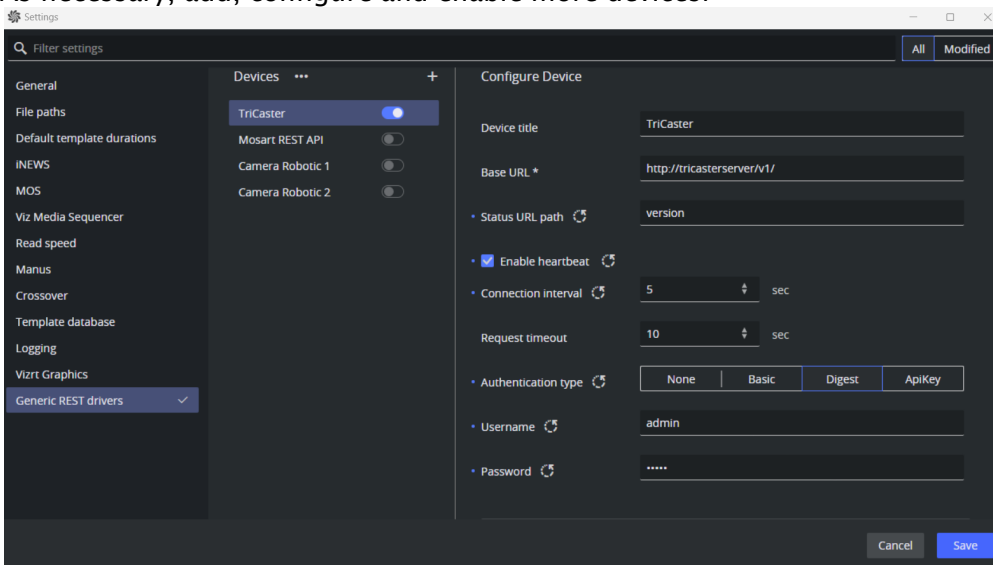 As necessary, add, configure and enable more devices.
Settings
Filter settings
All
Modified
General
File paths
Default template durations
iNEWS
MOS
Viz Media Sequencer
Read speed
Manus
Crossover
Template database
Logging
Vizrt Graphics
Generic REST drivers
Devices
TriCaster
Mosart REST API
Camera Robotic 1
Camera Robotic 2
Configure Device
Device title
TriCaster
Base URL *
http://tricasterserver/v1/
Status URL path
version
Enable heartbeat
Connection interval
5
sec
Request timeout
10
sec
Authentication type
None
Basic
Digest
ApiKey
Username
admin
Password
•••••
Cancel
Save